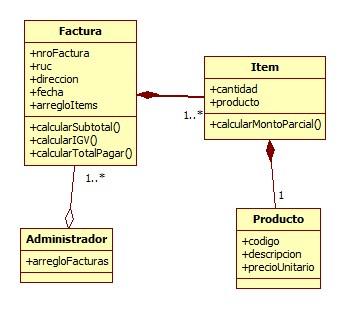 Factura
+nroFactura
+ruc
+direccion
+fecha
+arregloItems
+calcularSubtotal()
+calcularIGV()
+calcularTotalPagar()
Item
+cantidad
+producto
+calcularMontoParcial()
1..*
1..*
1
Administrador
+arregloFacturas
Producto
+codigo
+descripcion
+precioUnitario